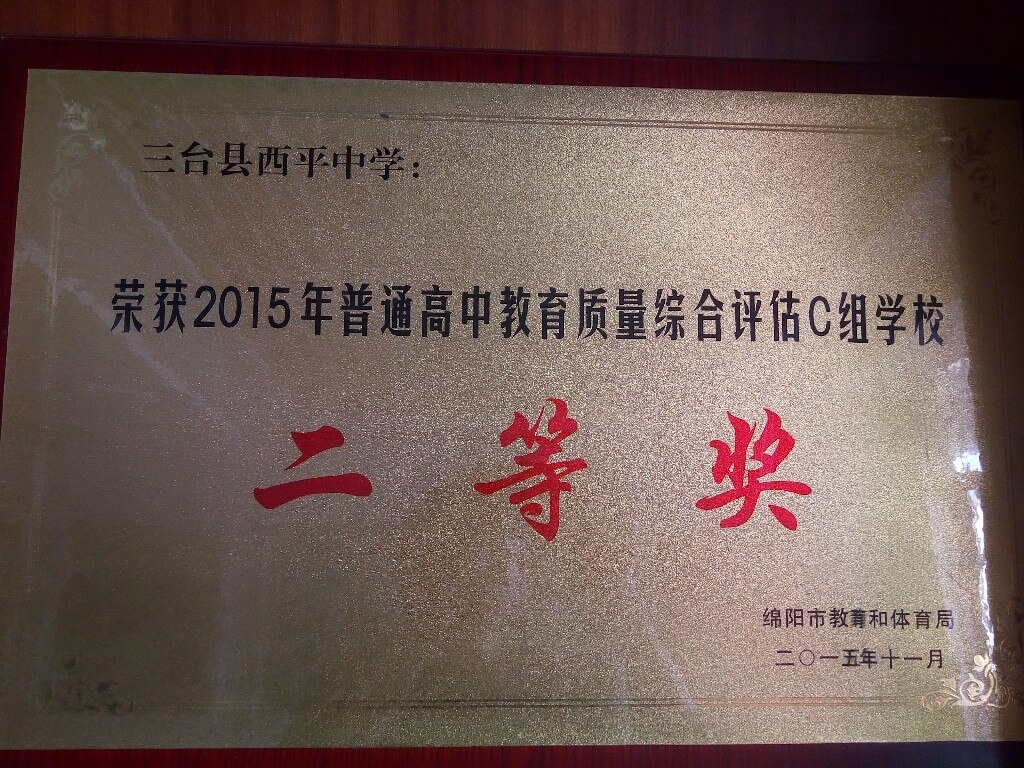 三台县西平中学:
荣获2015年普通高中教育质量综合评估C组学校
二等奖
绵阳市教育和体育局
二〇一五年十一月